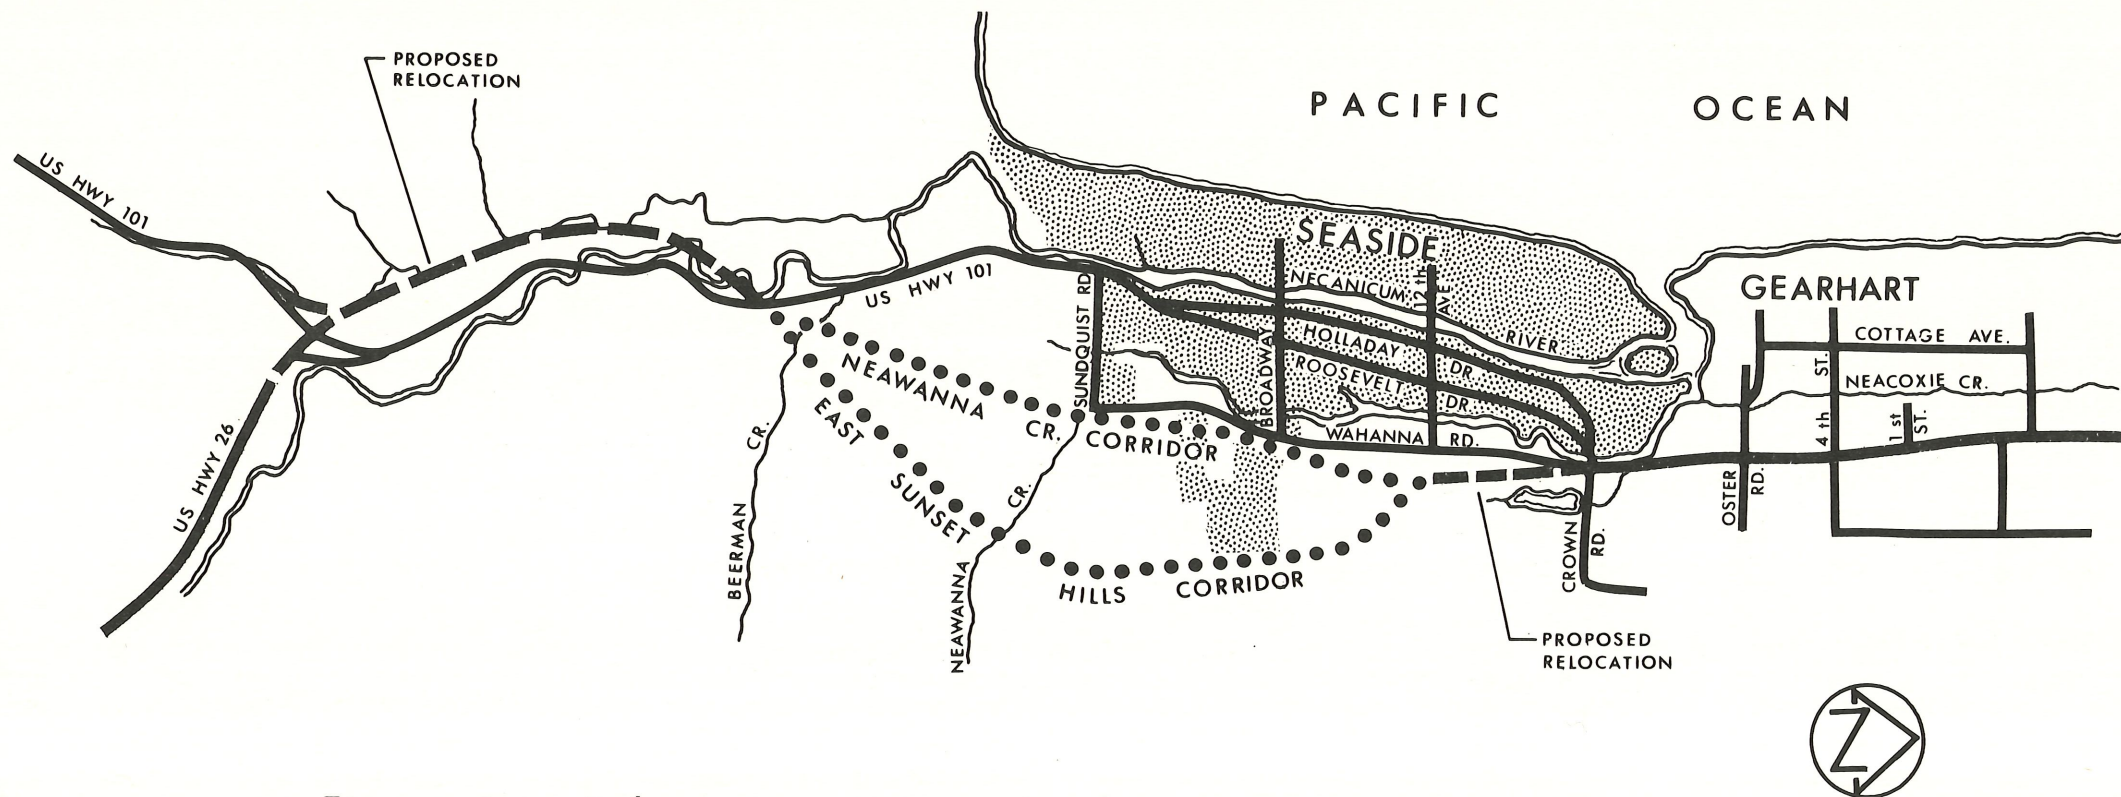 PROPOSED
RELOCATION
PACIFIC OCEAN
US HWY 101
SEASIDE
GEARHART
US HWY 101
NECANICUM RIVER
12 th AVE
SUNDQUIST RD.
BROADWAY
HOLLADAY DR.
ROOSEVELT DR.
WAHANNA RD.
COTTAGE AVE.
NEACOXIE CR.
4 th ST.
1 st ST.
OSTER RD.
CROWN RD.
NEAWANNA CR. CORRIDOR
EAST SUNSET HILLS CORRIDOR
US HWY 26
BEERMAN CR.
NEAWANNA CR.
PROPOSED
RELOCATION
N